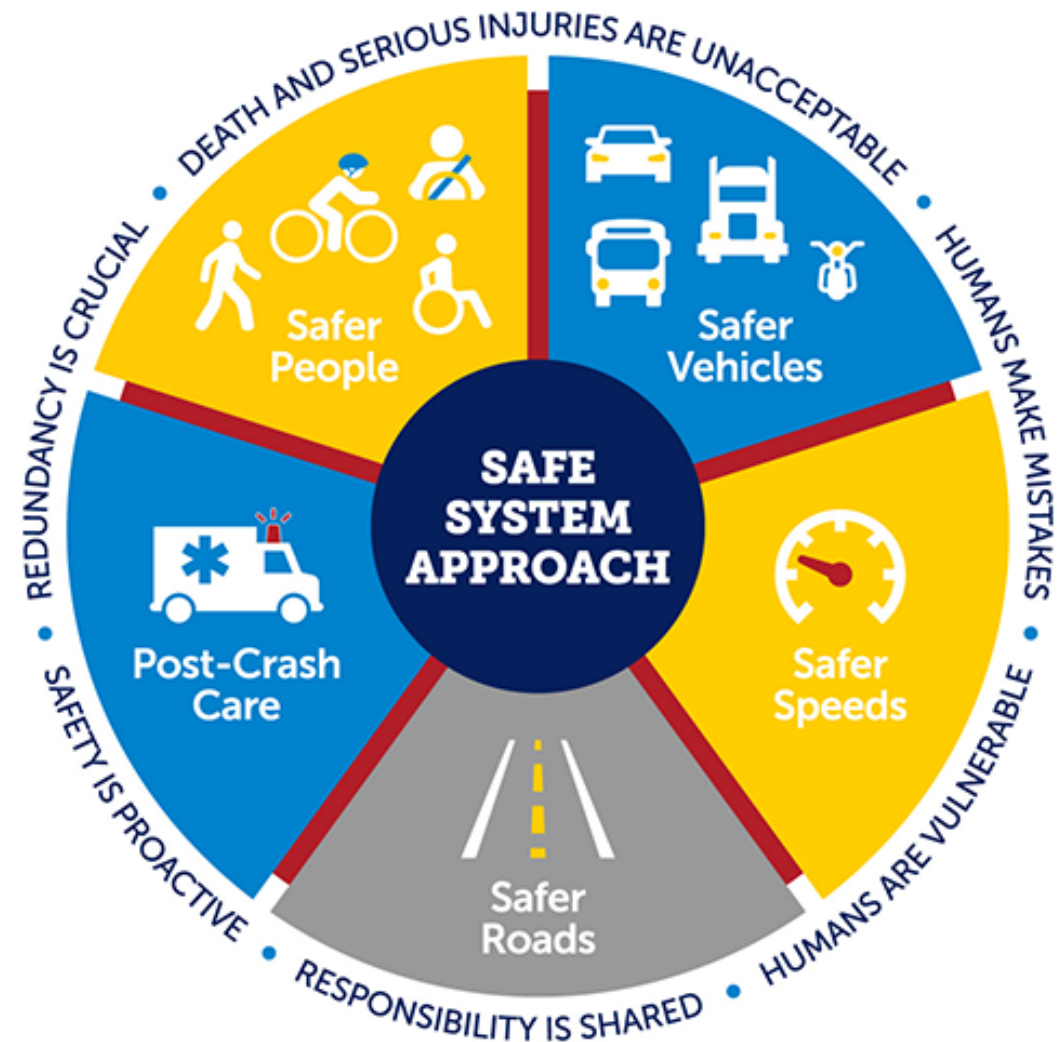 DEATH AND SERIOUS INJURIES ARE UNACCEPTABLE
HUMANS MAKE MISTAKES
HUMANS ARE VULNERABLE
RESPONSIBILITY IS SHARED
SAFETY IS PROACTIVE
REDUNDANCY IS CRUCIAL
Safer
People
Safer
Vehicles
SAFE
SYSTEM
APPROACH
Post-Crash
Care
Safer
Speeds
Safer
Roads